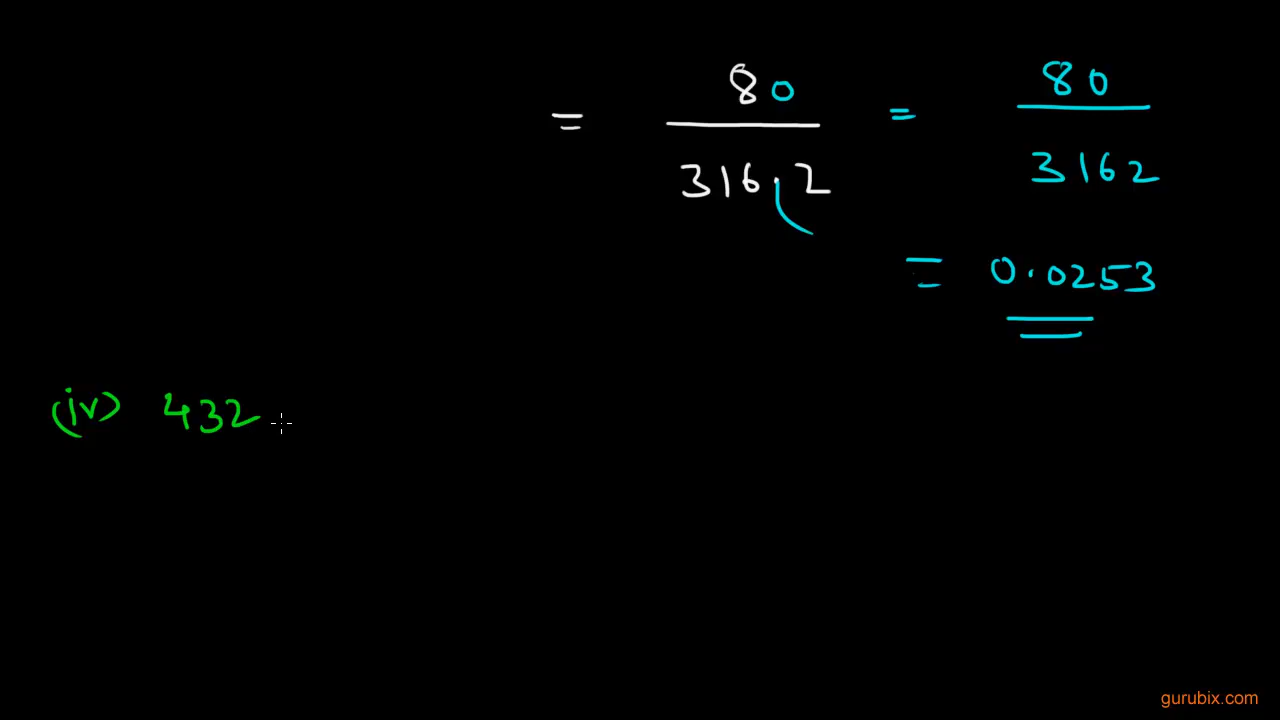 = 80/316.2 = 80/3162
= 0.0253
(iv) 432
gurubix.com